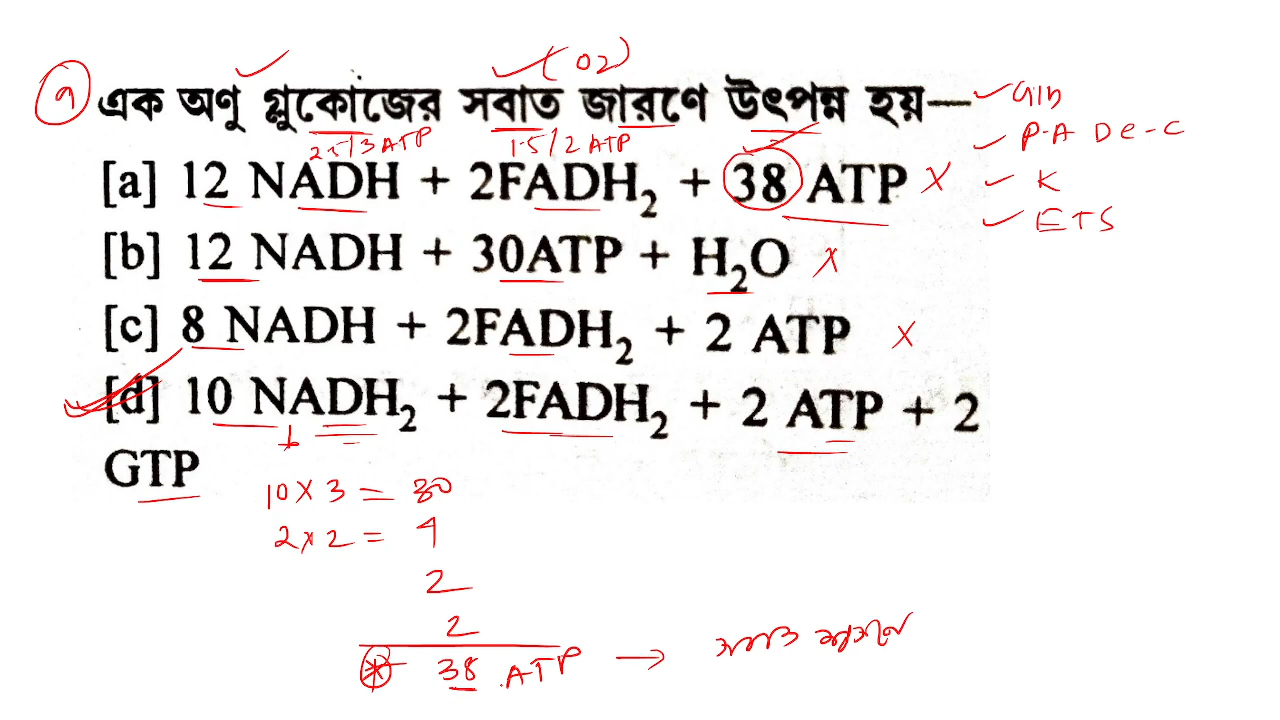 (02)
৭ এক অণু গ্লুকোজের সবাত জারণে উৎপন্ন হয়— Gly
2.5/3 ATP 1.5/2 ATP P-A De-C
[a] 12 NADH + 2FADH₂ + 38 ATP X K
ETS
[b] 12 NADH + 30ATP + H₂O X
[c] 8 NADH + 2FADH₂ + 2 ATP X
[d] 10 NADH₂ + 2FADH₂ + 2 ATP + 2
GTP
10 x 3 = 30
2 x 2 = 4
2
2
38 ATP → সবাত শ্বসনে